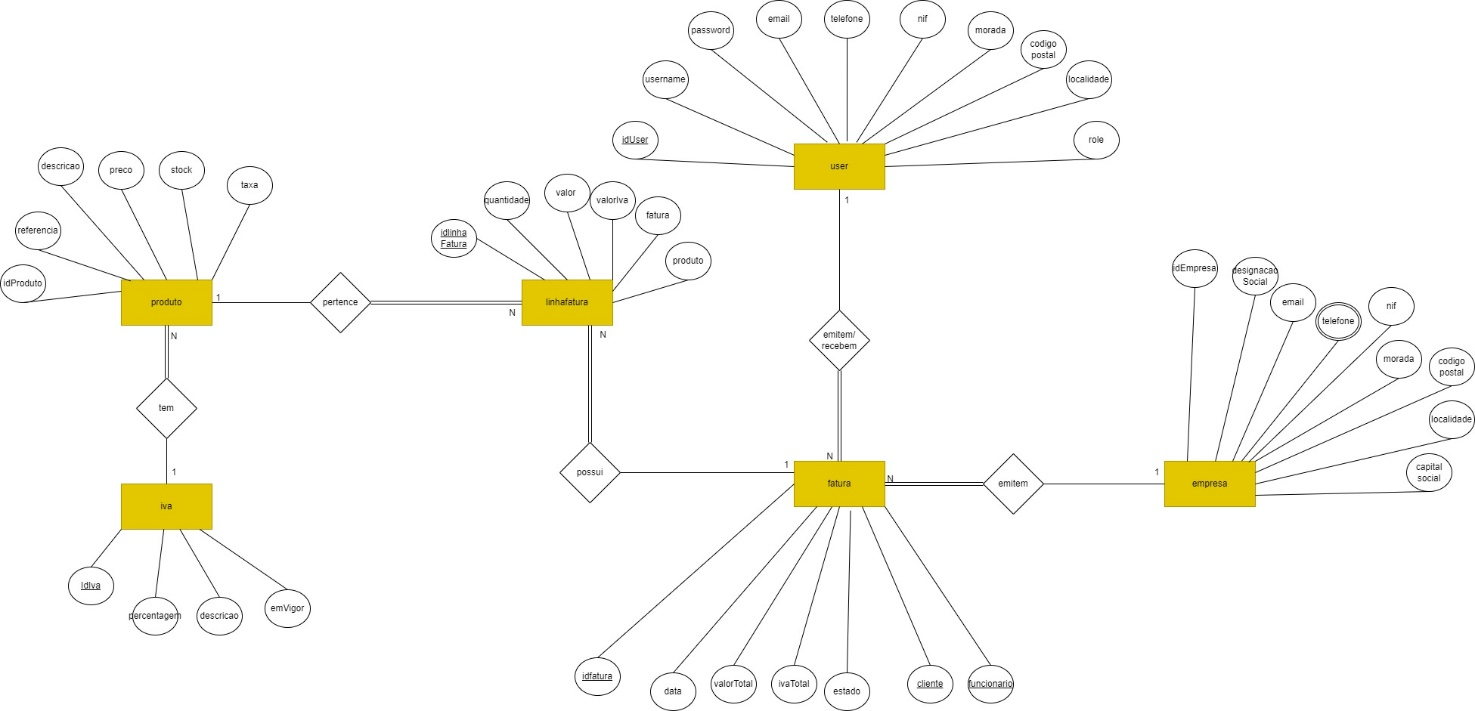 email
telefone
nif
password
morada
codigo
postal
username
localidade
idUser
role
user
1
descricao
preco
stock
taxa
referencia
idProduto
produto
1
pertence
N
quantidade
valor
valorIva
fatura
idlinha
Fatura
produto
linhafatura
N
N
tem
1
iva
IdIva
percentagem
descricao
emVigor
emitem/
recebem
N
possui
1
fatura
N
emitem
1
idEmpresa
designacao
Social
email
telefone
nif
morada
codigo
postal
localidade
capital
social
empresa
idfatura
data
valorTotal
ivaTotal
estado
cliente
funcionario